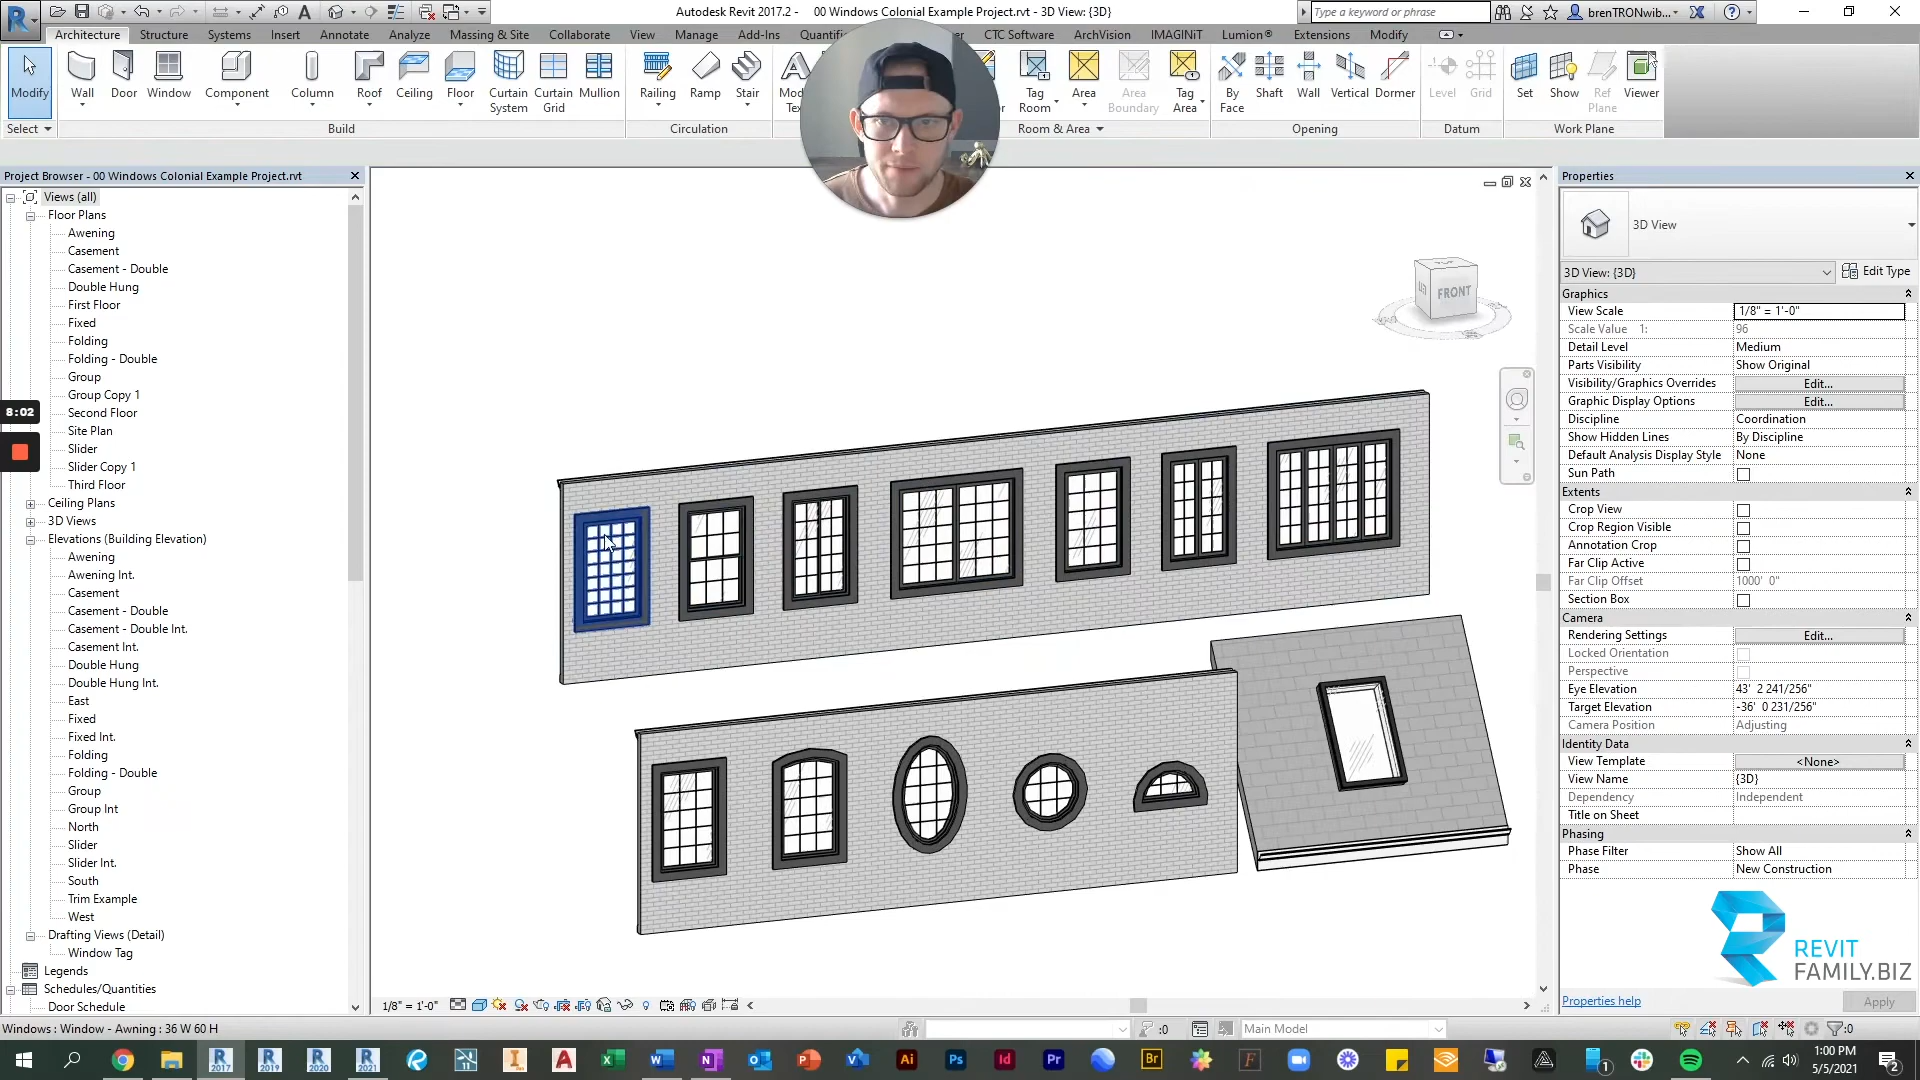 Autodesk Revit 2017.2 - 00 Windows Colonial Example Project.rvt - 3D View: {3D}
Type a keyword or phrase
brenTRONwib...
Architecture Structure Systems Insert Annotate Analyze Massing & Site Collaborate View Manage Add-Ins CTC Software ArchVision IMAGINiT Lumion® Extensions Modify
Modify Wall Door Window Component Column Roof Ceiling Floor Curtain System Curtain Grid Mullion Railing Ramp Stair Tag Room Area Area Boundary Tag Area By Face Shaft Wall Vertical Dormer Level Grid Set Show Ref Plane Viewer
Select Build Circulation Room & Area Opening Datum Work Plane
Project Browser - 00 Windows Colonial Example Project.rvt
Views (all)
Floor Plans
Awening
Casement
Casement - Double
Double Hung
First Floor
Fixed
Folding
Folding - Double
Group
Group Copy 1
Second Floor
Site Plan
Slider
Slider Copy 1
Third Floor
Ceiling Plans
3D Views
Elevations (Building Elevation)
Awening
Awening Int.
Casement
Casement - Double
Casement - Double Int.
Casement Int.
Double Hung
Double Hung Int.
East
Fixed
Fixed Int.
Folding
Folding - Double
Group
Group Int
North
Slider
Slider Int.
South
Trim Example
West
Drafting Views (Detail)
Window Tag
Legends
Schedules/Quantities
Door Schedule
8:02
FRONT
Properties
3D View
3D View: {3D} Edit Type
Graphics
View Scale 1/8" = 1'-0"
Scale Value 1: 96
Detail Level Medium
Parts Visibility Show Original
Visibility/Graphics Overrides Edit...
Graphic Display Options Edit...
Discipline Coordination
Show Hidden Lines By Discipline
Default Analysis Display Style None
Sun Path
Extents
Crop View
Crop Region Visible
Annotation Crop
Far Clip Active
Far Clip Offset 1000' 0"
Section Box
Camera
Rendering Settings Edit...
Locked Orientation
Perspective
Eye Elevation 43' 2 241/256"
Target Elevation -36' 0 231/256"
Camera Position Adjusting
Identity Data
View Template <None>
View Name {3D}
Dependency Independent
Title on Sheet
Phasing
Phase Filter Show All
Phase New Construction
REVIT
FAMILY.BIZ
Properties help Apply
1/8" = 1'-0"
Windows : Window - Awning : 36 W 60 H
:0
Main Model
:0
1:00 PM
5/5/2021